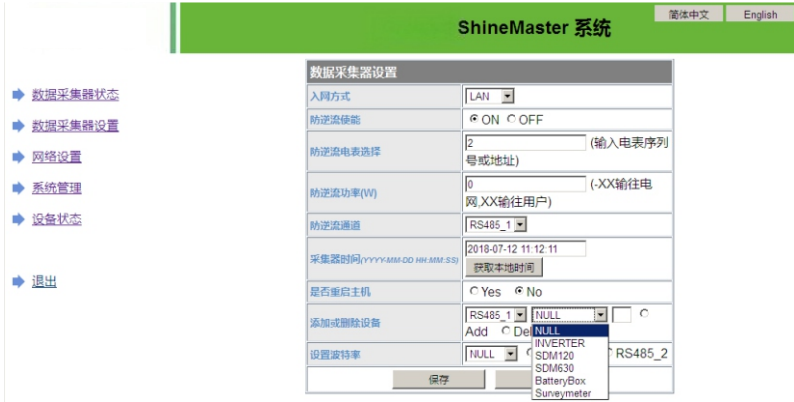 简体中文
English
ShineMaster 系统
数据采集器状态
数据采集器设置
网络设置
系统管理
设备状态
退出
数据采集器设置
入网方式
LAN
防逆流使能
ON OFF
防逆流电表选择
2 (输入电表序列
号或地址)
防逆流功率(W)
0 (-XX输往电
网,XX输往用户)
防逆流通道
RS485_1
采集器时间(YYYY-MM-DD HH:MM:SS)
2018-07-12 11:12:11
获取本地时间
是否重启主机
Yes No
添加或删除设备
RS485_1 NULL
Add Del
NULL
INVERTER
SDM120
SDM630
BatteryBox
Surveymeter
设置波特率
NULL RS485_2
保存